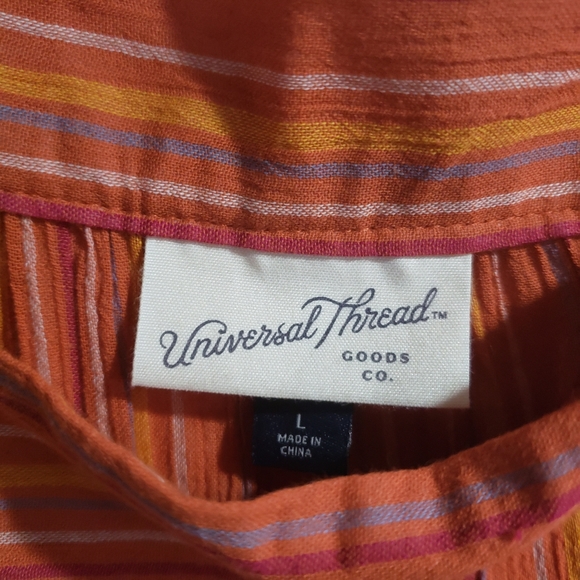 Universal Thread™
GOODS
CO.
L
MADE IN
CHINA